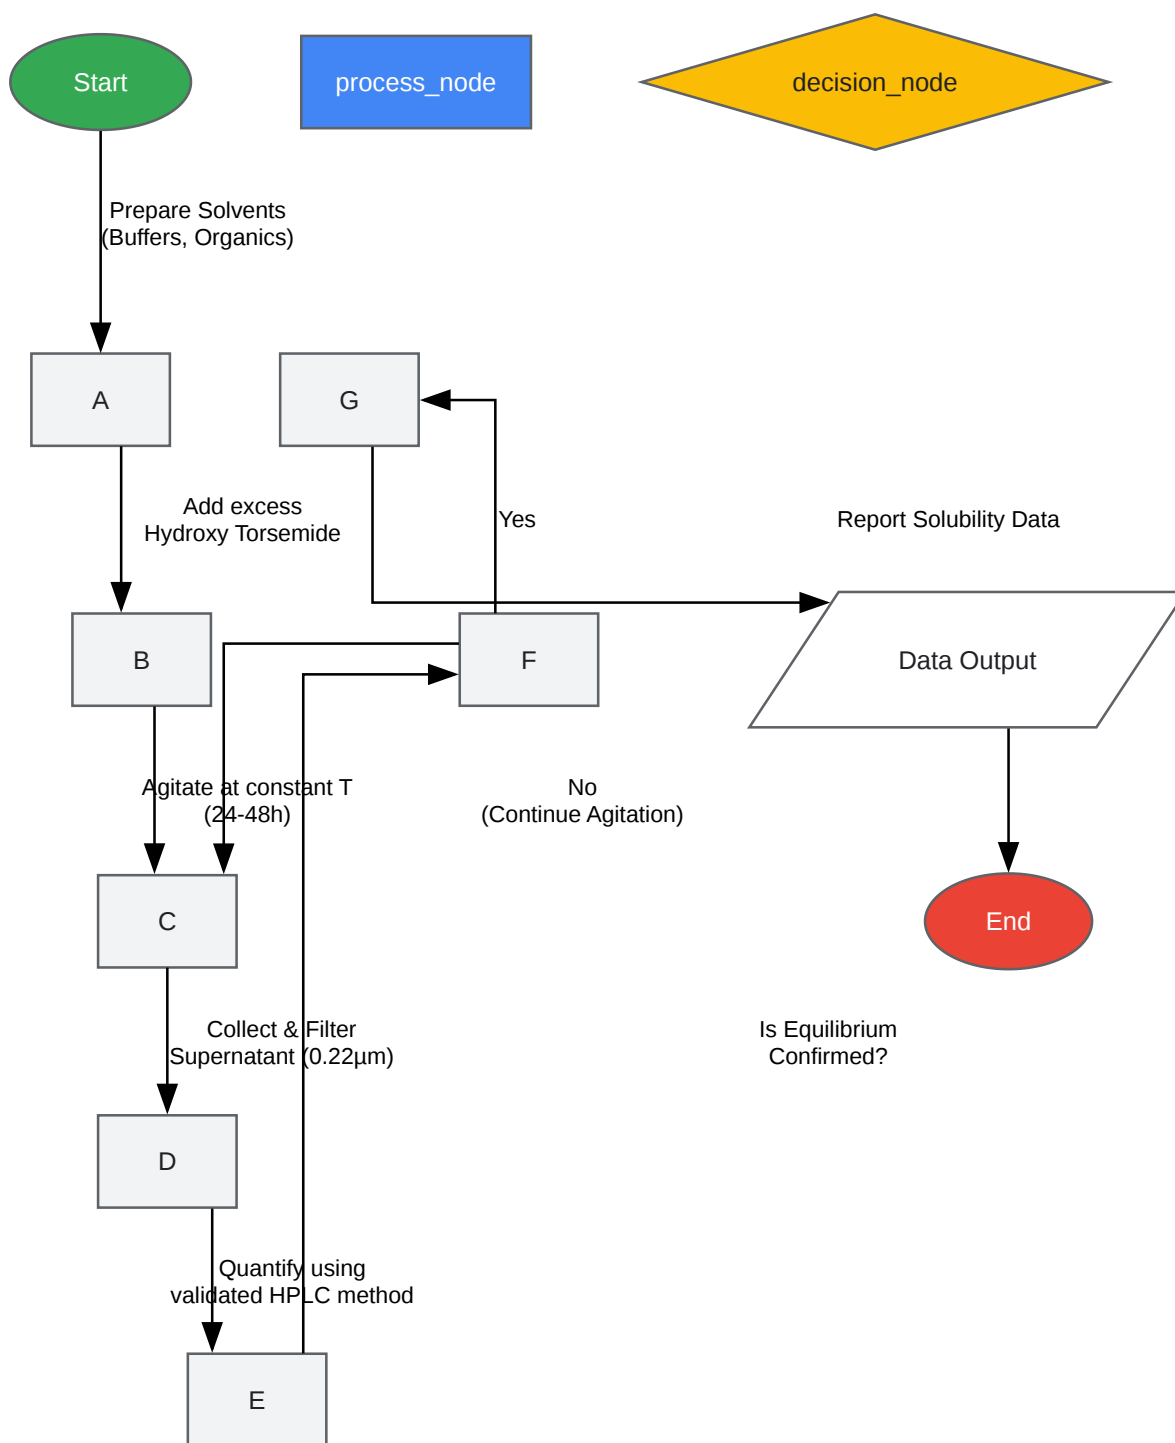 Start
process_node
decision_node
Prepare Solvents
(Buffers, Organics)
A
G
Add excess
Hydroxy Torsemide
Yes
Report Solubility Data
B
F
Data Output
Agitate at constant T
(24-48h)
No
(Continue Agitation)
C
End
Collect & Filter
Supernatant (0.22µm)
Is Equilibrium
Confirmed?
D
Quantify using
validated HPLC method
E